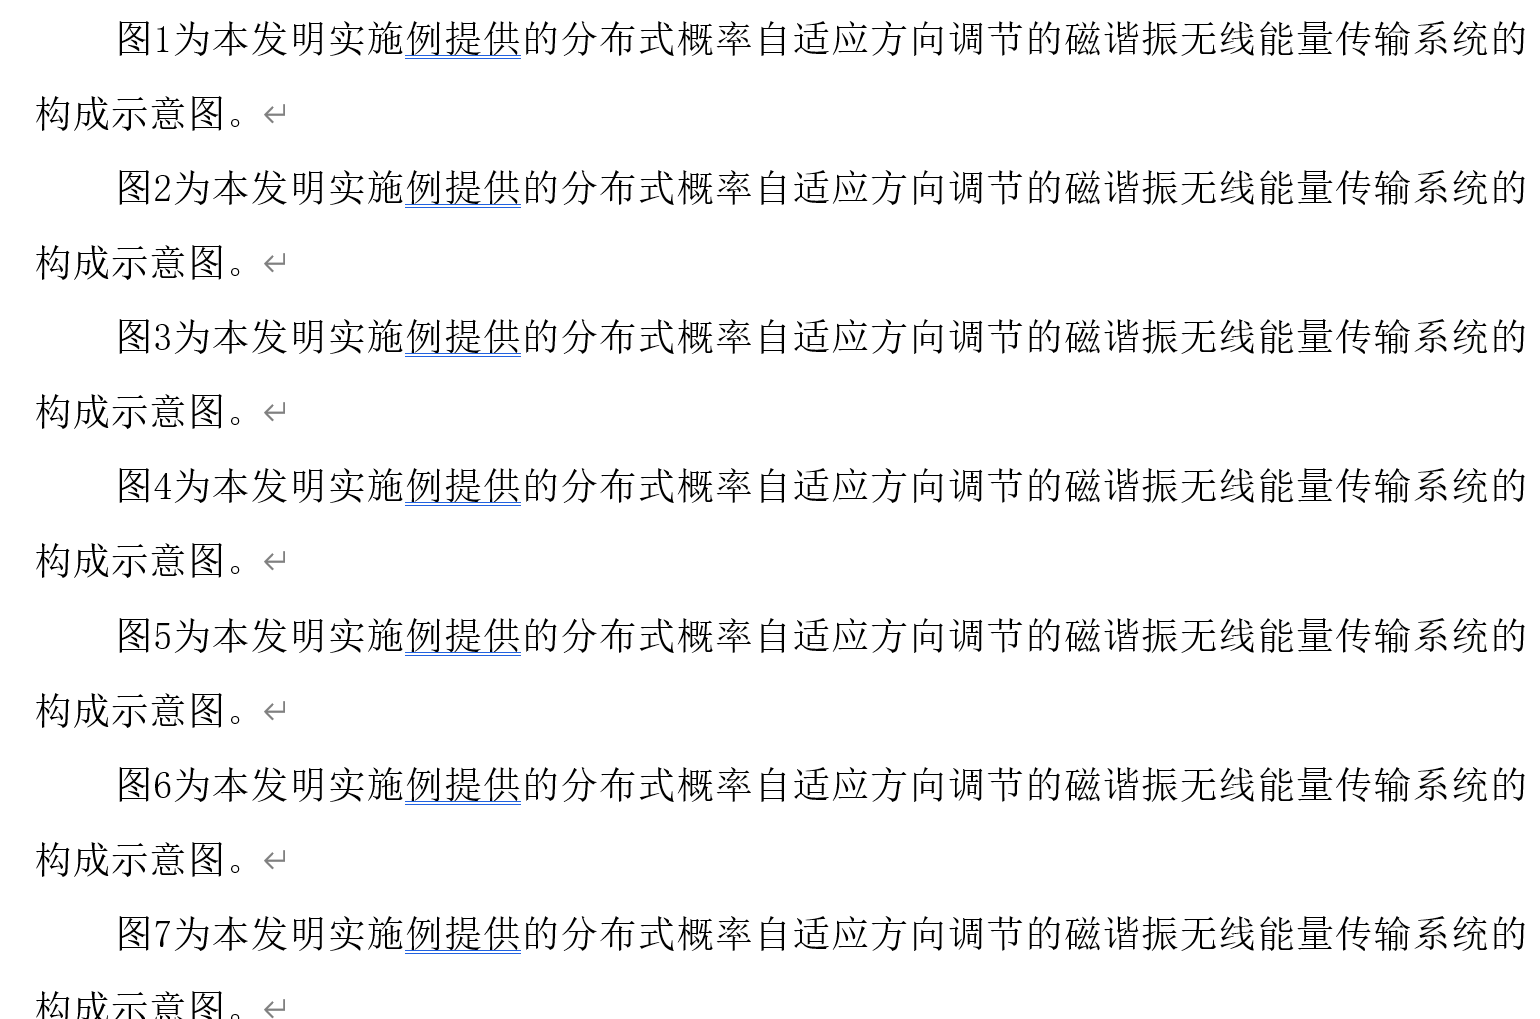 图1为本发明实施例提供的分布式概率自适应方向调节的磁谐振无线能量传输系统的
构成示意图。↵
图2为本发明实施例提供的分布式概率自适应方向调节的磁谐振无线能量传输系统的
构成示意图。↵
图3为本发明实施例提供的分布式概率自适应方向调节的磁谐振无线能量传输系统的
构成示意图。↵
图4为本发明实施例提供的分布式概率自适应方向调节的磁谐振无线能量传输系统的
构成示意图。↵
图5为本发明实施例提供的分布式概率自适应方向调节的磁谐振无线能量传输系统的
构成示意图。↵
图6为本发明实施例提供的分布式概率自适应方向调节的磁谐振无线能量传输系统的
构成示意图。↵
图7为本发明实施例提供的分布式概率自适应方向调节的磁谐振无线能量传输系统的
构成示意图。↵